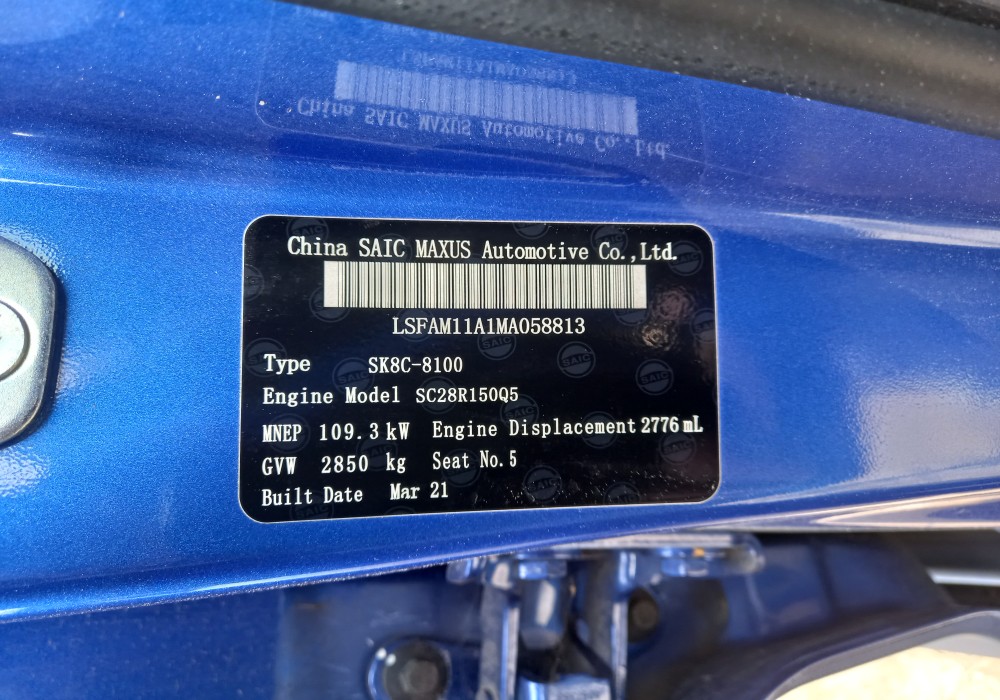 China SAIC MAXUS Automotive Co.,Ltd.
LSFAM11A1MA058813
Type SK8C-8100
Engine Model SC28R150Q5
MNEP 109.3 kW Engine Displacement 2776 mL
GVW 2850 kg Seat No. 5
Built Date Mar 21